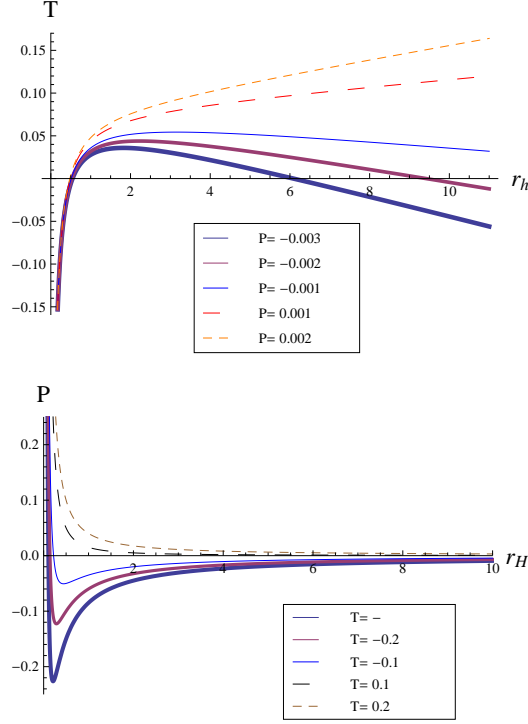 T
0.15
0.10
0.05
2
4
6
8
10
r_h
−0.05
−0.10
−0.15
P= −0.003
P= −0.002
P= −0.001
P= 0.001
P= 0.002
P
0.2
0.1
0.0
2
4
6
8
10
r_H
−0.1
−0.2
T= −
T= −0.2
T= −0.1
T= 0.1
T= 0.2